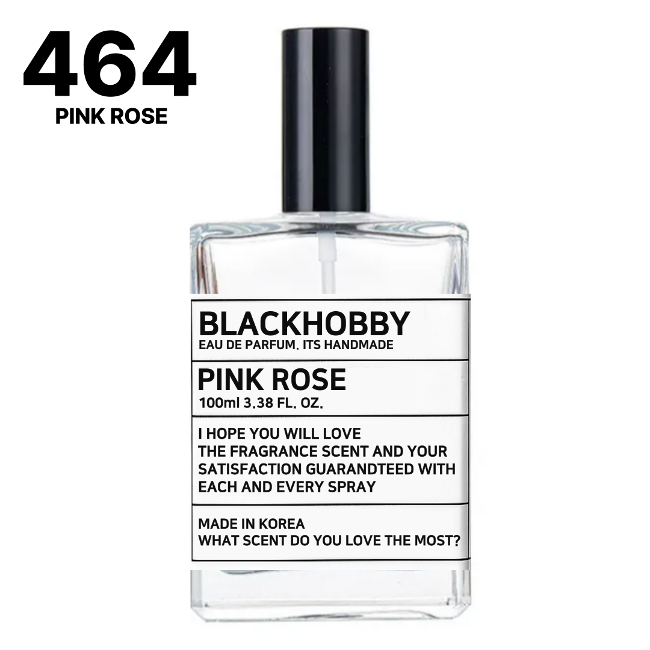 464
PINK ROSE
BLACKHOBBY
EAU DE PARFUM, ITS HANDMADE
PINK ROSE
100ml 3.38 FL. OZ.
I HOPE YOU WILL LOVE
THE FRAGRANCE SCENT AND YOUR
SATISFACTION GUARANDTEED WITH
EACH AND EVERY SPRAY
MADE IN KOREA
WHAT SCENT DO YOU LOVE THE MOST?